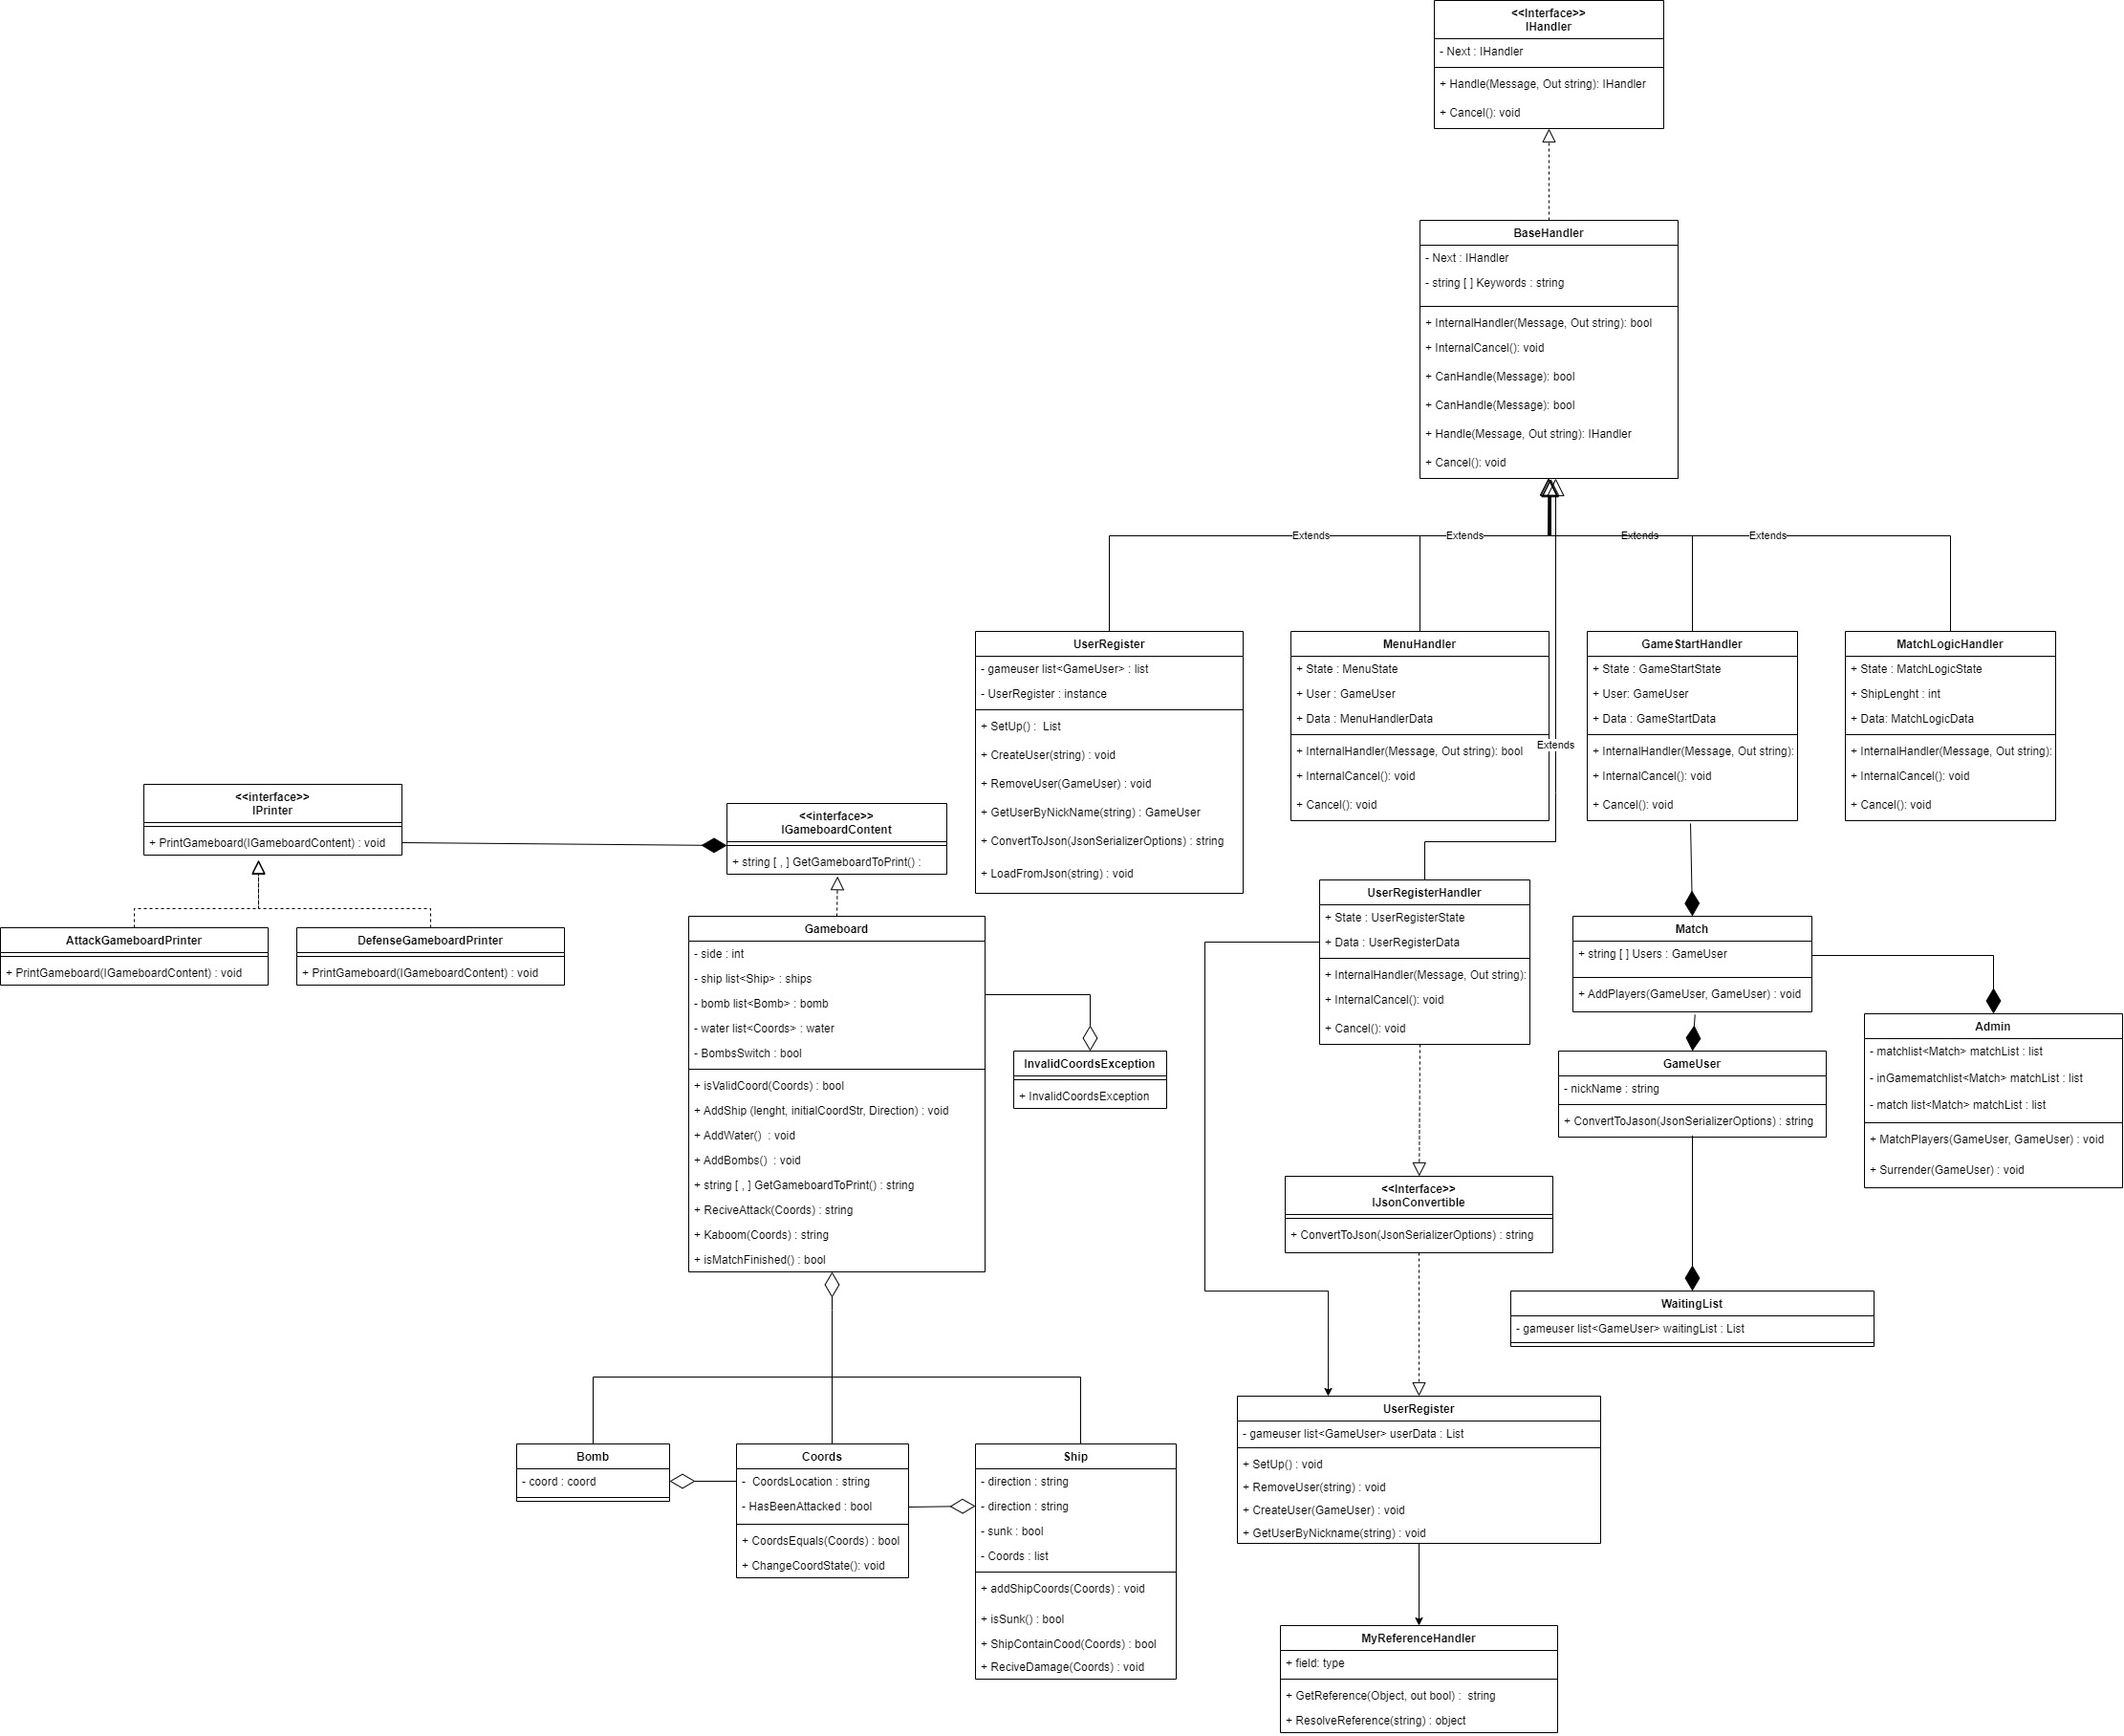 <<Interface>>
IHandler
- Next : IHandler
+ Handle(Message, Out string): IHandler
+ Cancel(): void
BaseHandler
- Next : IHandler
- string [ ] Keywords : string
+ InternalHandler(Message, Out string): bool
+ InternalCancel(): void
+ CanHandle(Message): bool
+ CanHandle(Message): bool
+ Handle(Message, Out string): IHandler
+ Cancel(): void
Extends
Extends
Extends
Extends
UserRegister
- gameuser list<GameUser> : list
- UserRegister : instance
+ SetUp() :  List
+ CreateUser(string) : void
+ RemoveUser(GameUser) : void
+ GetUserByNickName(string) : GameUser
+ ConvertToJson(JsonSerializerOptions) : string
+ LoadFromJson(string) : void
MenuHandler
+ State : MenuState
+ User : GameUser
+ Data : MenuHandlerData
+ InternalHandler(Message, Out string): bool
+ InternalCancel(): void
+ Cancel(): void
Extends
GameStartHandler
+ State : GameStartState
+ User: GameUser
+ Data : GameStartData
+ InternalHandler(Message, Out string):
+ InternalCancel(): void
+ Cancel(): void
MatchLogicHandler
+ State : MatchLogicState
+ ShipLenght : int
+ Data: MatchLogicData
+ InternalHandler(Message, Out string):
+ InternalCancel(): void
+ Cancel(): void
<<interface>>
IPrinter
+ PrintGameboard(IGameboardContent) : void
<<interface>>
IGameboardContent
+ string [ , ] GetGameboardToPrint() :
AttackGameboardPrinter
+ PrintGameboard(IGameboardContent) : void
DefenseGameboardPrinter
+ PrintGameboard(IGameboardContent) : void
Gameboard
- side : int
- ship list<Ship> : ships
- bomb list<Bomb> : bomb
- water list<Coords> : water
- BombsSwitch : bool
+ isValidCoord(Coords) : bool
+ AddShip (lenght, initialCoordStr, Direction) : void
+ AddWater()  : void
+ AddBombs()  : void
+ string [ , ] GetGameboardToPrint() : string
+ ReciveAttack(Coords) : string
+ Kaboom(Coords) : string
+ isMatchFinished() : bool
InvalidCoordsException
+ InvalidCoordsException
UserRegisterHandler
+ State : UserRegisterState
+ Data : UserRegisterData
+ InternalHandler(Message, Out string):
+ InternalCancel(): void
+ Cancel(): void
Match
+ string [ ] Users : GameUser
+ AddPlayers(GameUser, GameUser) : void
GameUser
- nickName : string
+ ConvertToJason(JsonSerializerOptions) : string
Admin
- matchlist<Match> matchList : list
- inGamematchlist<Match> matchList : list
- match list<Match> matchList : list
+ MatchPlayers(GameUser, GameUser) : void
+ Surrender(GameUser) : void
<<Interface>>
IJsonConvertible
+ ConvertToJson(JsonSerializerOptions) : string
WaitingList
- gameuser list<GameUser> waitingList : List
Bomb
- coord : coord
Coords
-  CoordsLocation : string
- HasBeenAttacked : bool
+ CoordsEquals(Coords) : bool
+ ChangeCoordState(): void
Ship
- direction : string
- direction : string
- sunk : bool
- Coords : list
+ addShipCoords(Coords) : void
+ isSunk() : bool
+ ShipContainCood(Coords) : bool
+ ReciveDamage(Coords) : void
UserRegister
- gameuser list<GameUser> userData : List
+ SetUp() : void
+ RemoveUser(string) : void
+ CreateUser(GameUser) : void
+ GetUserByNickname(string) : void
MyReferenceHandler
+ field: type
+ GetReference(Object, out bool) :  string
+ ResolveReference(string) : object